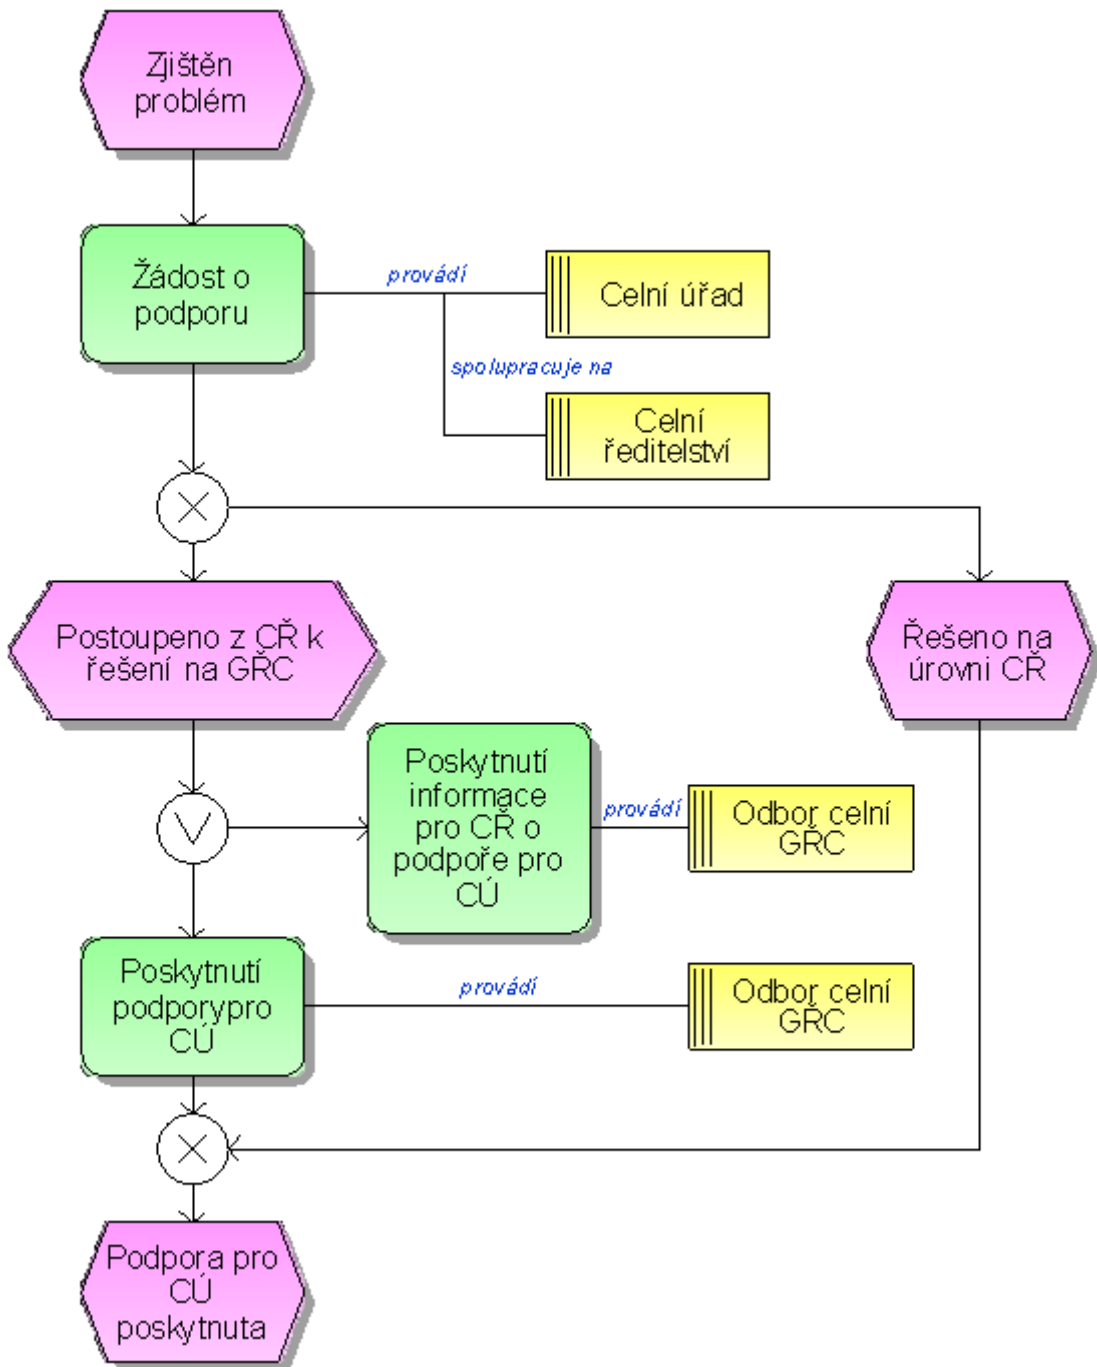 Zjištěn
problém
Žádost o
podporu
provádí
Celní úřad
spolupracuje na
Celní
ředitelství
Postoupeno z CŘ k
řešení na GŘC
Řešeno na
úrovni CŘ
Poskytnutí
informace
pro CŘ o
podpoře pro
CÚ
provádí
Odbor celní
GŘC
Poskytnutí
podporypro
CÚ
provádí
Odbor celní
GŘC
Podpora pro
CÚ
poskytnuta